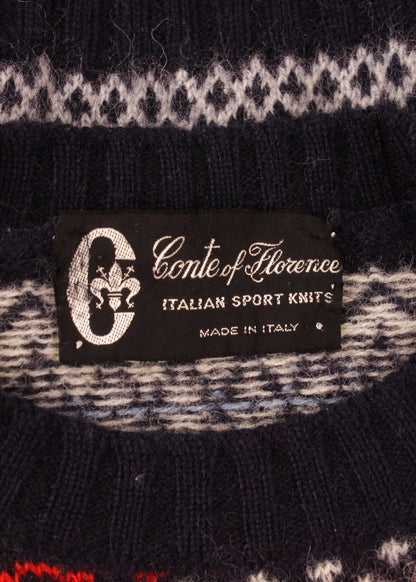 C
Conte of Florence
ITALIAN SPORT KNITS
MADE IN ITALY